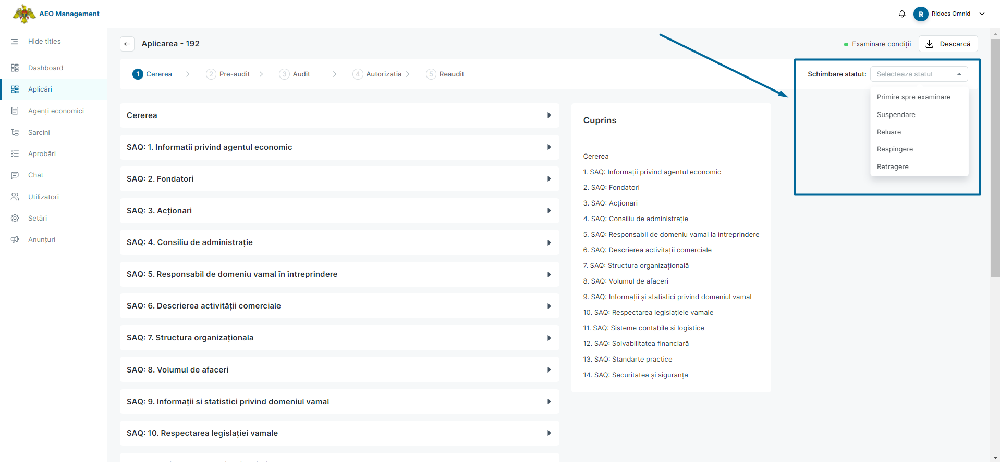 AEO Management
Ridocs Omnid
R
Hide titles
Dashboard
Aplicări
Agenți economici
Sarcini
Aprobări
Chat
Utilizatori
Setări
Anunțuri
Aplicarea - 192
Examinare condiții
Descarcă
1 Cererea
2 Pre-audit
3 Audit
4 Autorizatia
5 Reaudit
Schimbare statut:
Selecteaza statut
Primire spre examinare
Suspendare
Reluare
Respingere
Retragere
Cererea
SAQ: 1. Informatii privind agentul economic
SAQ: 2. Fondatori
SAQ: 3. Acționari
SAQ: 4. Consiliu de administrație
SAQ: 5. Responsabil de domeniu vamal în întreprindere
SAQ: 6. Descrierea activității comerciale
SAQ: 7. Structura organizaționala
SAQ: 8. Volumul de afaceri
SAQ: 9. Informații si statistici privind domeniul vamal
SAQ: 10. Respectarea legislației vamale
Cuprins
Cererea
1. SAQ: Informații privind agentul economic
2. SAQ: Fondatori
3. SAQ: Acționari
4. SAQ: Consiliu de administrație
5. SAQ: Responsabil de domeniu vamal la intreprindere
6. SAQ: Descrierea activitații comerciale
7. SAQ: Structura organizațională
8. SAQ: Volumul de afaceri
9. SAQ: Informații și statistici privind domeniul vamal
10. SAQ: Respectarea legislațieie vamale
11. SAQ: Sisteme contabile si logistice
12. SAQ: Solvabilitatea financiară
13. SAQ: Standarte practice
14. SAQ: Securitatea și siguranța